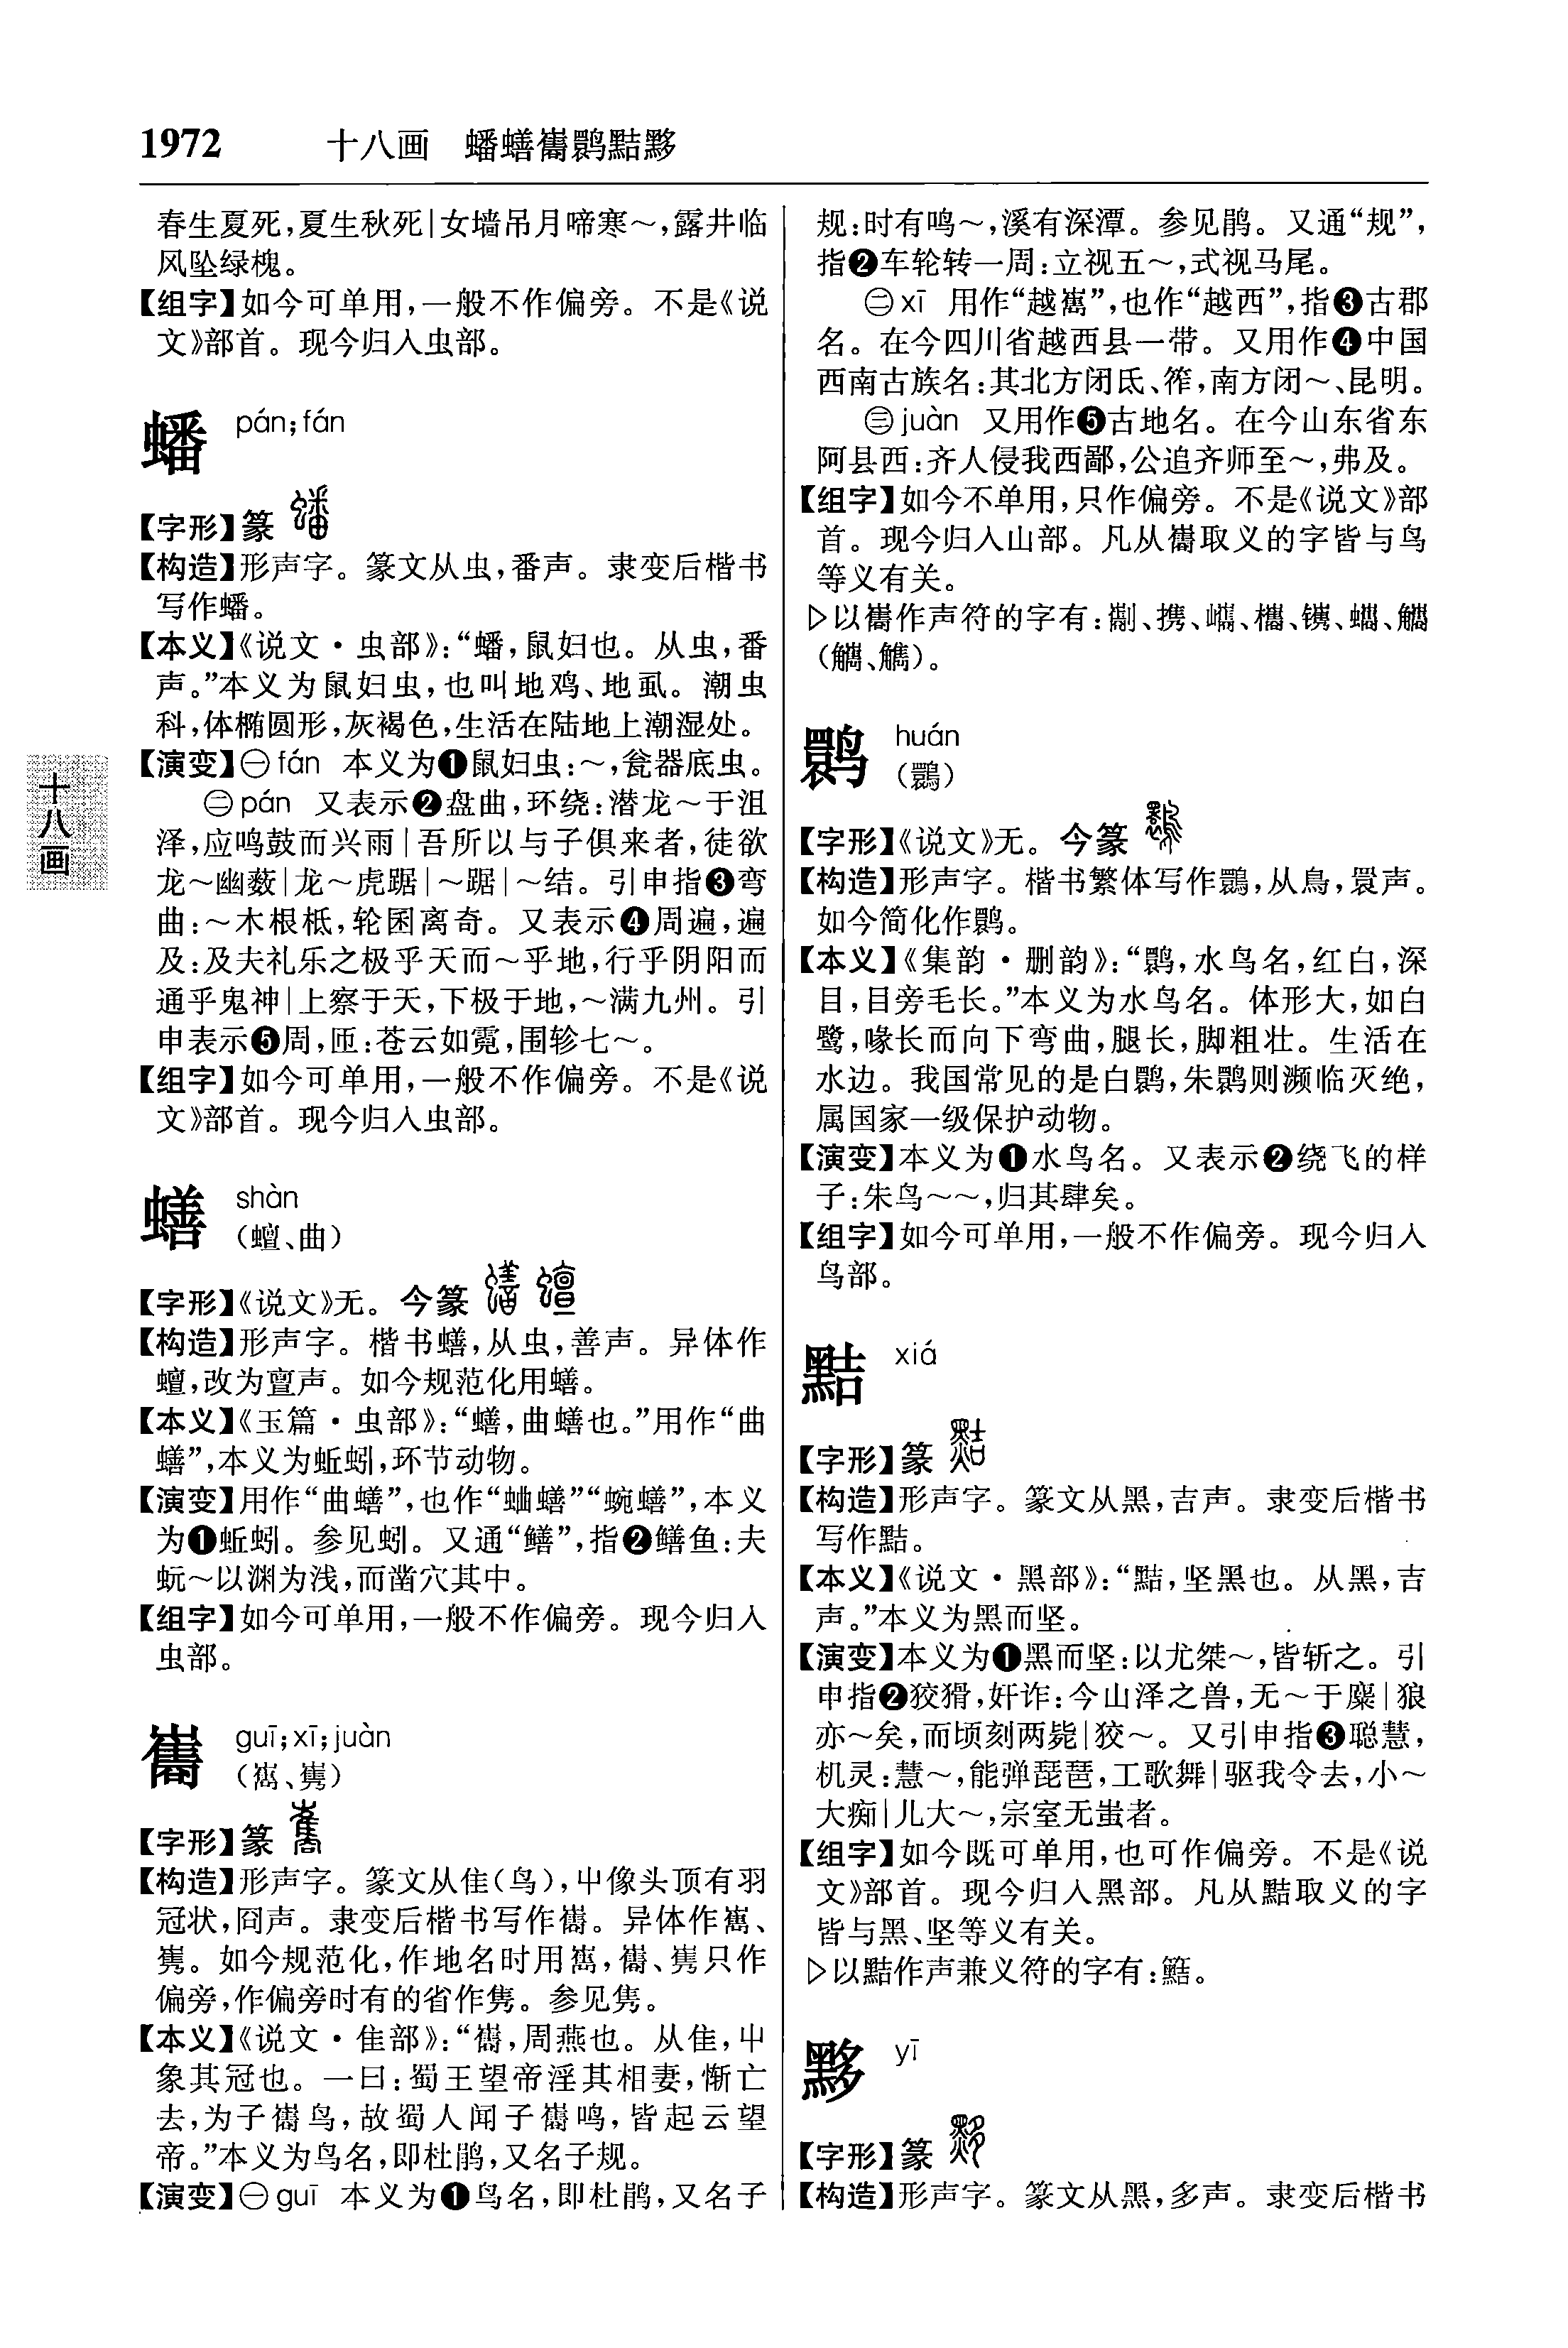 1972 十八画 蟠蟮巂鹮黠黟
春生夏死,夏生秋死|女墙吊月啼寒～,露井临
风坠绿槐。
【组字】如今可单用,一般不作偏旁。不是《说
文》部首。现今归入虫部。
蟠 pán;fán
【字形】篆
【构造】形声字。篆文从虫,番声。隶变后楷书
写作蟠。
【本义】《说文·虫部》:“蟠,鼠妇也。从虫,番
声。”本义为鼠妇虫,也叫地鸡、地虱。潮虫
科,体椭圆形,灰褐色,生活在陆地上潮湿处。
【演变】㊀fán 本义为❶鼠妇虫:～,瓮器底虫。
㊁pán 又表示❷盘曲,环绕:潜龙～于沮
泽,应鸣鼓而兴雨|吾所以与子俱来者,徒欲
龙～幽薮|龙～虎踞|～踞|～结。引申指❸弯
曲:～木根柢,轮囷离奇。又表示❹周遍,遍
及:及夫礼乐之极乎天而～乎地,行乎阴阳而
通乎鬼神|上察于天,下极于地,～满九州。引
申表示❺周,匝:苍云如霓,围轸七～。
【组字】如今可单用,一般不作偏旁。不是《说
文》部首。现今归入虫部。
蟮 shàn
(蟺、曲)
【字形】《说文》无。今篆
【构造】形声字。楷书蟮,从虫,善声。异体作
蟺,改为亶声。如今规范化用蟮。
【本义】《玉篇·虫部》:“蟮,曲蟮也。”用作“曲
蟮”,本义为蚯蚓,环节动物。
【演变】用作“曲蟮”,也作“蛐蟮”“蜿蟮”,本义
为❶蚯蚓。参见蚓。又通“鳝”,指❷鳝鱼:夫
蚖～以渊为浅,而凿穴其中。
【组字】如今可单用,一般不作偏旁。现今归入
虫部。
巂 guī;xī;juàn
(嶲、㔒)
【字形】篆
【构造】形声字。篆文从隹(鸟),屮像头顶有羽
冠状,冏声。隶变后楷书写作巂。异体作嶲、
。如今规范化,作地名时用嶲,巂、只作
偏旁,作偏旁时有的省作隽。参见隽。
【本义】《说文·隹部》:“巂,周燕也。从隹,屮
象其冠也。一曰:蜀王望帝淫其相妻,惭亡
去,为子巂鸟,故蜀人闻子巂鸣,皆起云望
帝。”本义为鸟名,即杜鹃,又名子规。
【演变】㊀guī 本义为❶鸟名,即杜鹃,又名子
规:时有鸣～,溪有深潭。参见鹃。又通“规”,
指❷车轮转一周:立视五～,式视马尾。
㊁xī 用作“越嶲”,也作“越西”,指❸古郡
名。在今四川省越西县一带。又用作❹中国
西南古族名:其北方闭氐、筰,南方闭～、昆明。
㊂juàn 又用作❺古地名。在今山东省东
阿县西:齐人侵我西鄙,公追齐师至～,弗及。
【组字】如今不单用,只作偏旁。不是《说文》部
首。现今归入山部。凡从巂取义的字皆与鸟
等义有关。
▷以巂作声符的字有:劙、携、㠢、欈、镌、蠵、觿
(觹、觽)。
鹮 huán
(䴉)
【字形】《说文》无。今篆
【构造】形声字。楷书繁体写作䴉,从鳥,睘声。
如今简化作鹮。
【本义】《集韵·删韵》:“鹮,水鸟名,红白,深
目,目旁毛长。”本义为水鸟名。体形大,如白
鹭,喙长而向下弯曲,腿长,脚粗壮。生活在
水边。我国常见的是白鹮,朱鹮则濒临灭绝,
属国家一级保护动物。
【演变】本义为❶水鸟名。又表示❷绕飞的样
子:朱鸟～～,归其肆矣。
【组字】如今可单用,一般不作偏旁。现今归入
鸟部。
黠 xiá
【字形】篆
【构造】形声字。篆文从黑,吉声。隶变后楷书
写作黠。
【本义】《说文·黑部》:“黠,坚黑也。从黑,吉
声。”本义为黑而坚。
【演变】本义为❶黑而坚:以尤桀～,皆斩之。引
申指❷狡猾,奸诈:今山泽之兽,无～于麋|狼
亦～矣,而顷刻两毙|狡～。又引申指❸聪慧,
机灵:慧～,能弹琵琶,工歌舞|驱我令去,小～
大痴|儿大～,宗室无蚩者。
【组字】如今既可单用,也可作偏旁。不是《说
文》部首。现今归入黑部。凡从黠取义的字
皆与黑、坚等义有关。
▷以黠作声兼义符的字有:。
黟 yī
【字形】篆
【构造】形声字。篆文从黑,多声。隶变后楷书
十八画